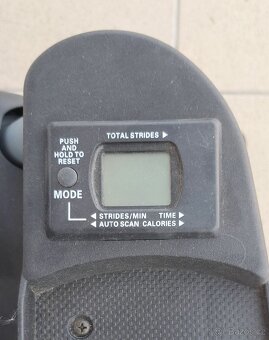 TOTAL STRIDES ▶
PUSH
AND
HOLD TO
RESET
MODE
◀ STRIDES/MIN TIME ▶
◀ AUTO SCAN CALORIES ▶